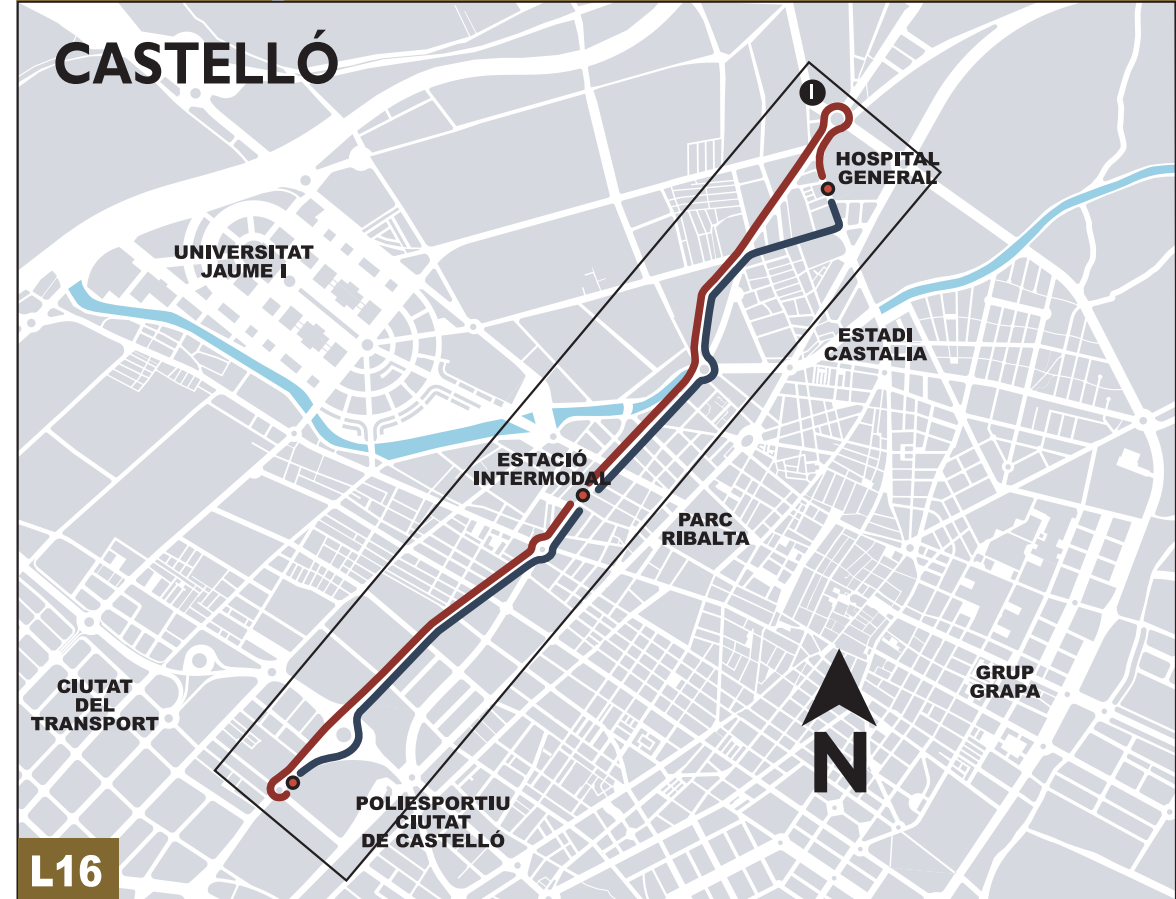 CASTELLÓ
I
HOSPITAL
GENERAL
UNIVERSITAT
JAUME I
ESTADI
CASTALIA
ESTACIÓ
INTERMODAL
PARC
RIBALTA
CIUTAT
DEL
TRANSPORT
GRUP
GRAPA
N
POLIESPORTIU
CIUTAT
DE CASTELLÓ
L16